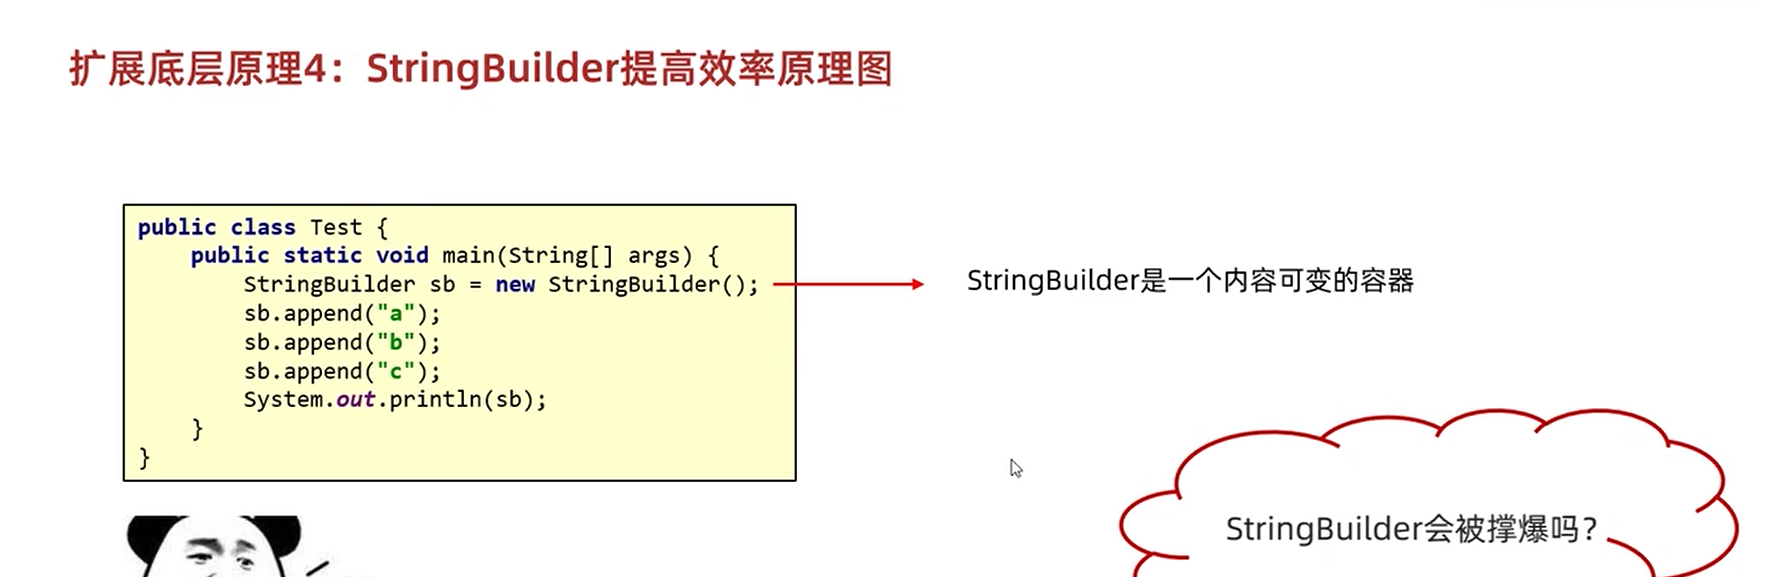 扩展底层原理4：StringBuilder提高效率原理图
public class Test {
public static void main(String[] args) {
StringBuilder sb = new StringBuilder();
sb.append("a");
sb.append("b");
sb.append("c");
System.out.println(sb);
}
}
StringBuilder是一个内容可变的容器
StringBuilder会被撑爆吗？